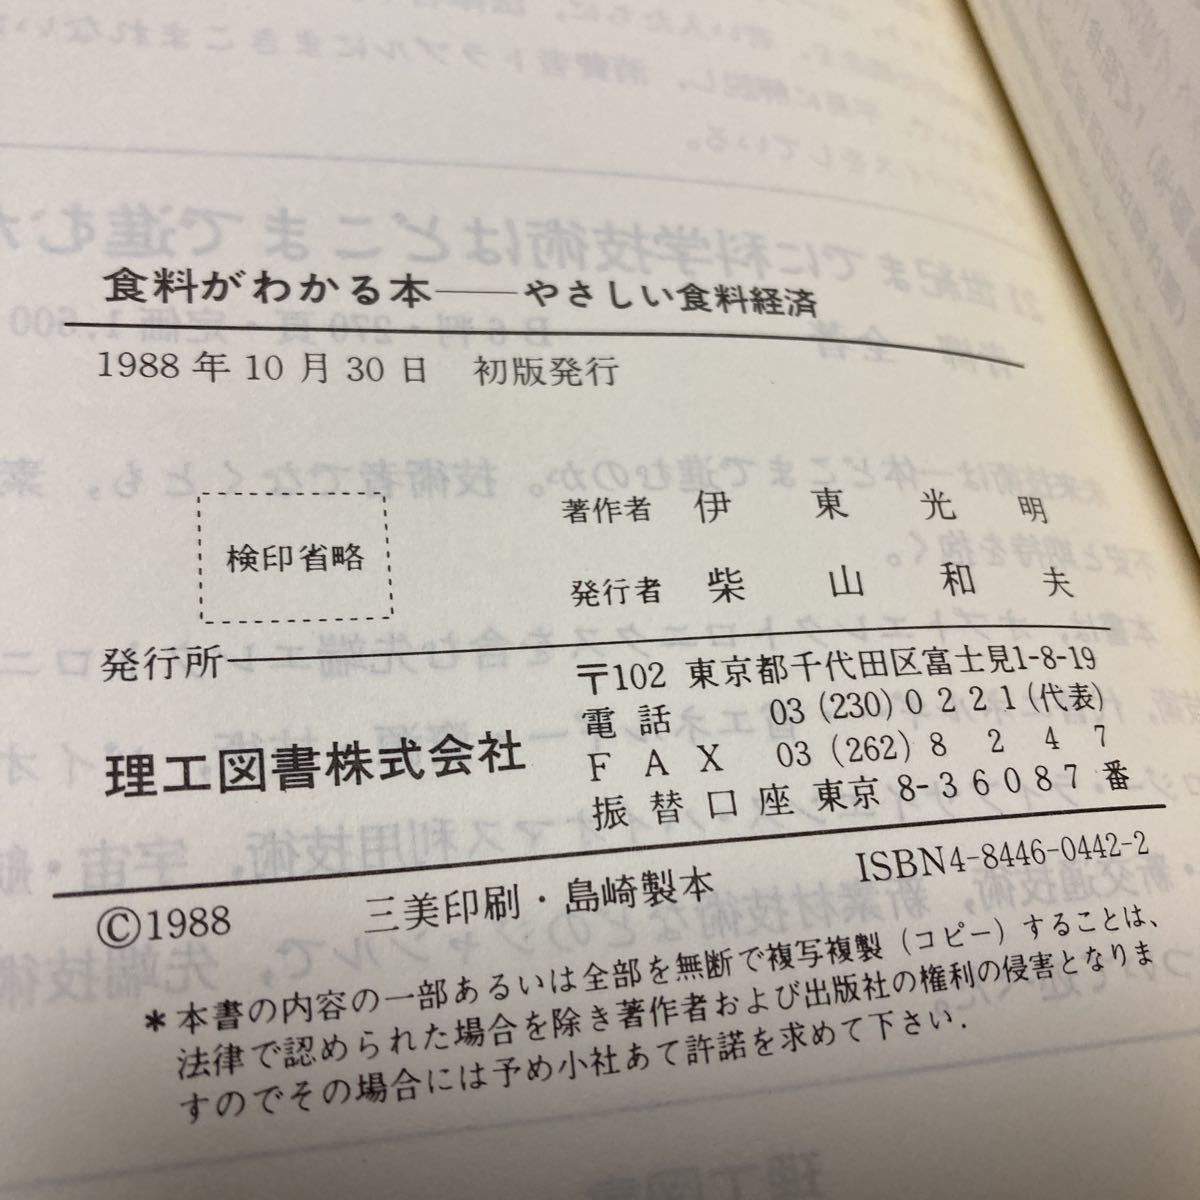 食料がわかる本――やさしい食料経済
1988年10月30日 初版発行
検印省略
著作者 伊東光明
発行者 柴山和夫
発行所
理工図書株式会社
〒102 東京都千代田区富士見1-8-19
電話 03(230)0221(代表)
FAX 03(262)8247
振替口座 東京8-36087番
ISBN4-8446-0442-2
©1988 三美印刷・島崎製本
*本書の内容の一部あるいは全部を無断で複写複製(コピー)することは、
法律で認められた場合を除き著作者および出版社の権利の侵害となりま
すのでその場合には予め小社あて許諾を求めて下さい.